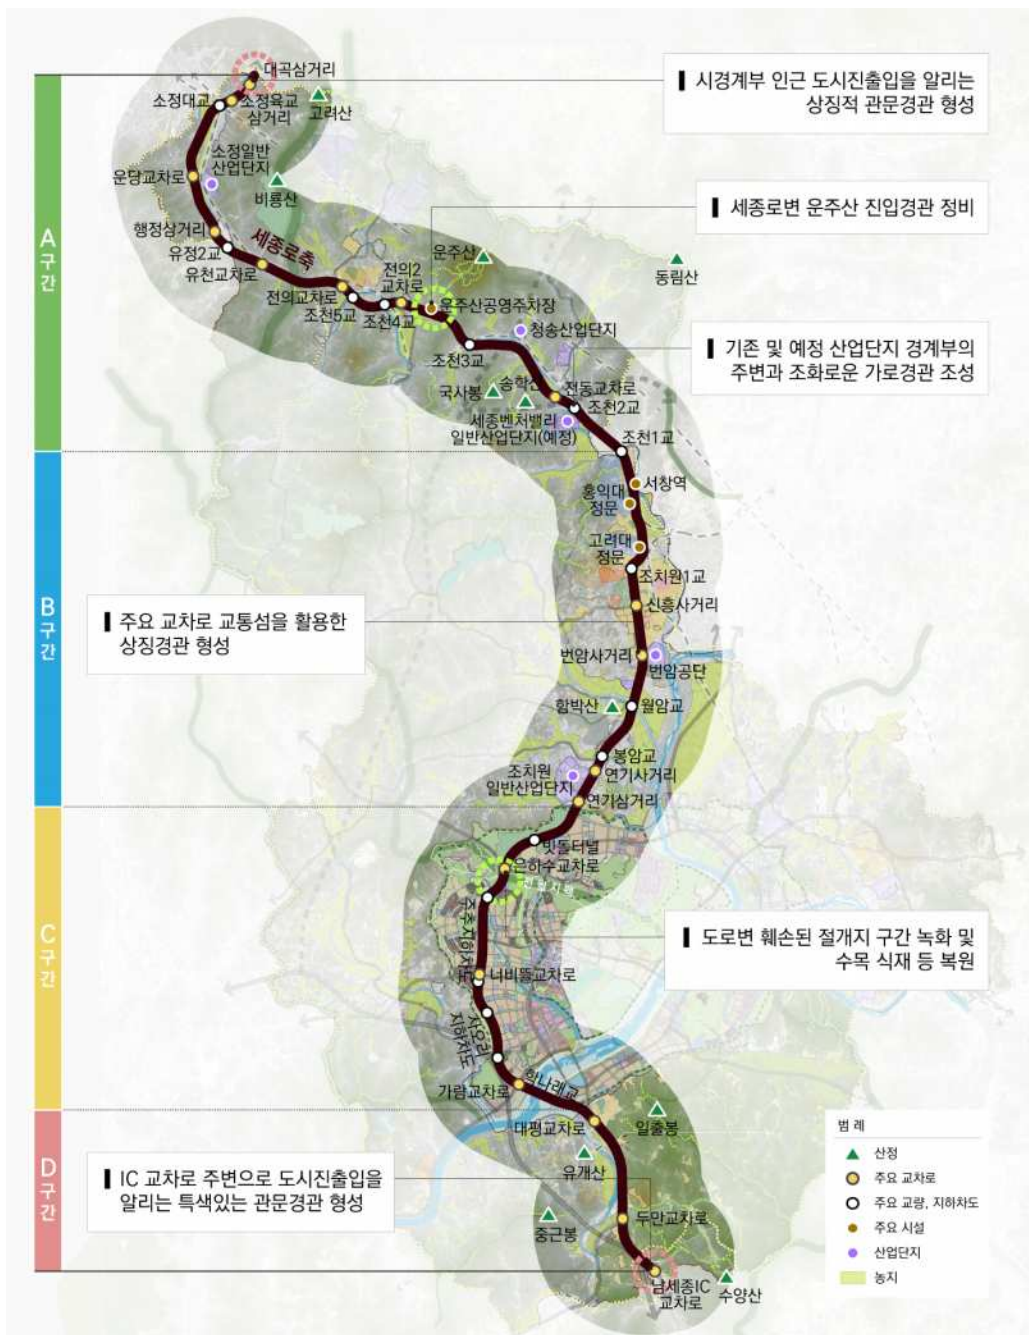 대곡삼거리
소정대교
소정육교
삼거리
고려산
소정일반
산업단지
운당교차로
비룡산
행정삼거리
유정2교
유천교차로
세종로축
전의교차로
조천5교
전의2
교차로
조천4교
운주산
운주산공영주차장
동림산
청송산업단지
조천3교
국사봉
송학산
전동교차로
조천2교
세종벤처밸리
일반산업단지(예정)
조천1교
서창역
홍익대
정문
고려대
정문
조치원1교
신흥사거리
번암사거리
번암공단
함박산
월암교
봉암교
조치원
일반산업단지
연기사거리
연기삼거리
빗돌터널
은하수교차로
주추지하차도
너비뜰교차로
사오리
지하차도
가람교차로
학나래교
대평교차로
일출봉
유개산
중근봉
두만교차로
남세종IC
교차로
수양산
A
구간
B
구간
C
구간
D
구간
시경계부 인근 도시진출입을 알리는
상징적 관문경관 형성
세종로변 운주산 진입경관 정비
기존 및 예정 산업단지 경계부의
주변과 조화로운 가로경관 조성
주요 교차로 교통섬을 활용한
상징경관 형성
도로변 훼손된 절개지 구간 녹화 및
수목 식재 등 복원
IC 교차로 주변으로 도시진출입을
알리는 특색있는 관문경관 형성
범 례
산정
주요 교차로
주요 교량, 지하차도
주요 시설
산업단지
농지